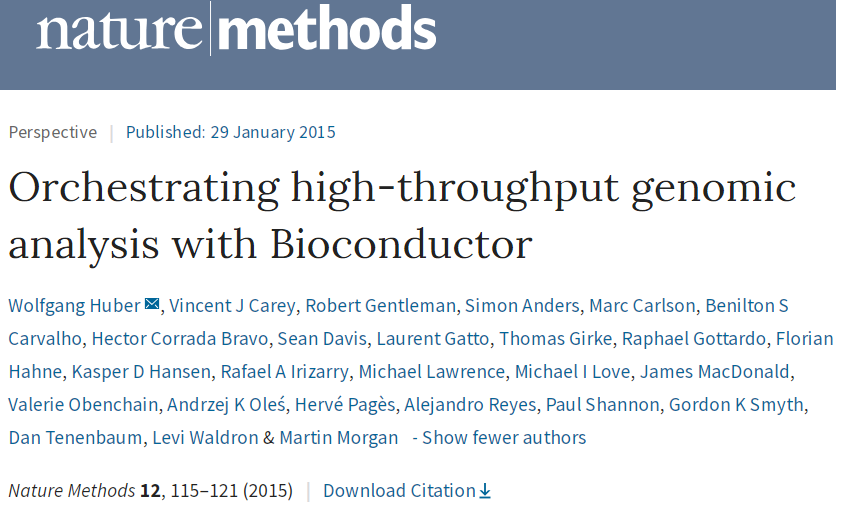 nature methods
Perspective | Published: 29 January 2015
Orchestrating high-throughput genomic
analysis with Bioconductor
Wolfgang Huber, Vincent J Carey, Robert Gentleman, Simon Anders, Marc Carlson, Benilton S
Carvalho, Hector Corrada Bravo, Sean Davis, Laurent Gatto, Thomas Girke, Raphael Gottardo, Florian
Hahne, Kasper D Hansen, Rafael A Irizarry, Michael Lawrence, Michael I Love, James MacDonald,
Valerie Obenchain, Andrzej K Oleś, Hervé Pagès, Alejandro Reyes, Paul Shannon, Gordon K Smyth,
Dan Tenenbaum, Levi Waldron & Martin Morgan - Show fewer authors
Nature Methods 12, 115–121 (2015) | Download Citation